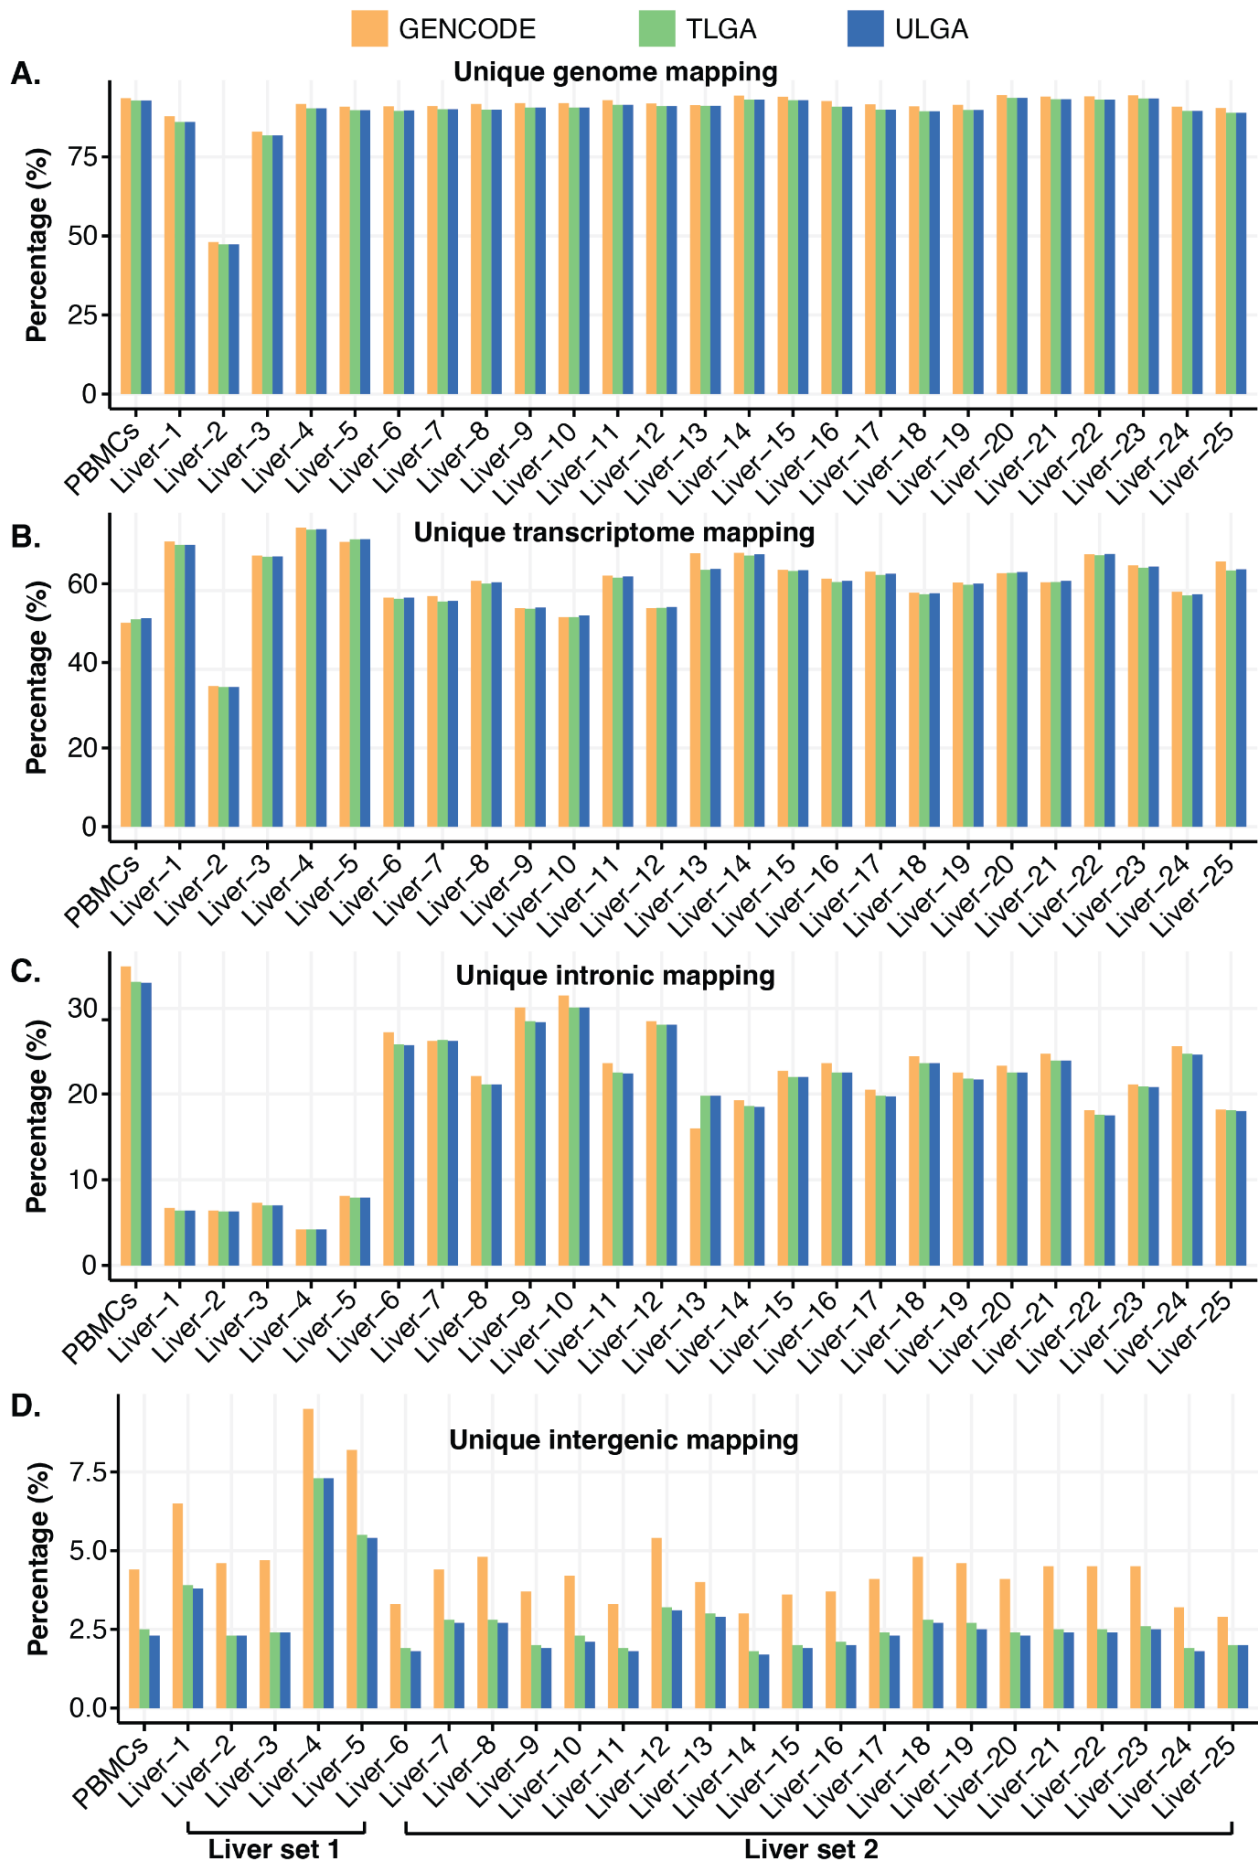 GENCODE TLGA ULGA
A.
Unique genome mapping
Percentage (%)
75
50
25
0
PBMCs Liver−1 Liver−2 Liver−3 Liver−4 Liver−5 Liver−6 Liver−7 Liver−8 Liver−9 Liver−10 Liver−11 Liver−12 Liver−13 Liver−14 Liver−15 Liver−16 Liver−17 Liver−18 Liver−19 Liver−20 Liver−21 Liver−22 Liver−23 Liver−24 Liver−25
B.
Unique transcriptome mapping
Percentage (%)
60
40
20
0
PBMCs Liver−1 Liver−2 Liver−3 Liver−4 Liver−5 Liver−6 Liver−7 Liver−8 Liver−9 Liver−10 Liver−11 Liver−12 Liver−13 Liver−14 Liver−15 Liver−16 Liver−17 Liver−18 Liver−19 Liver−20 Liver−21 Liver−22 Liver−23 Liver−24 Liver−25
C.
Unique intronic mapping
Percentage (%)
30
20
10
0
PBMCs Liver−1 Liver−2 Liver−3 Liver−4 Liver−5 Liver−6 Liver−7 Liver−8 Liver−9 Liver−10 Liver−11 Liver−12 Liver−13 Liver−14 Liver−15 Liver−16 Liver−17 Liver−18 Liver−19 Liver−20 Liver−21 Liver−22 Liver−23 Liver−24 Liver−25
D.
Unique intergenic mapping
Percentage (%)
7.5
5.0
2.5
0.0
PBMCs Liver−1 Liver−2 Liver−3 Liver−4 Liver−5 Liver−6 Liver−7 Liver−8 Liver−9 Liver−10 Liver−11 Liver−12 Liver−13 Liver−14 Liver−15 Liver−16 Liver−17 Liver−18 Liver−19 Liver−20 Liver−21 Liver−22 Liver−23 Liver−24 Liver−25
Liver set 1 Liver set 2